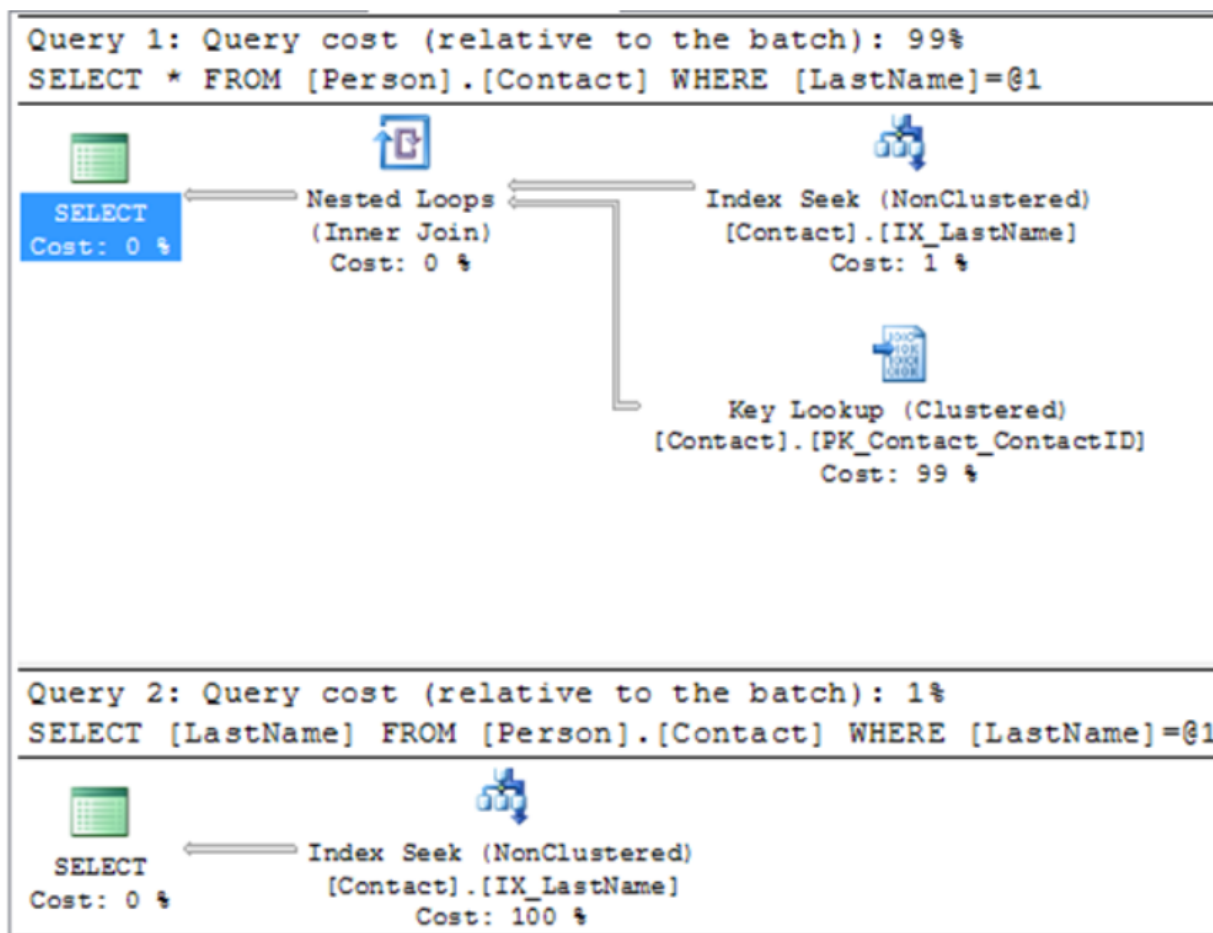 Query 1: Query cost (relative to the batch): 99%
SELECT * FROM [Person].[Contact] WHERE [LastName]=@1
SELECT
Cost: 0 %
Nested Loops
(Inner Join)
Cost: 0 %
Index Seek (NonClustered)
[Contact].[IX_LastName]
Cost: 1 %
Key Lookup (Clustered)
[Contact].[PK_Contact_ContactID]
Cost: 99 %
Query 2: Query cost (relative to the batch): 1%
SELECT [LastName] FROM [Person].[Contact] WHERE [LastName]=@1
SELECT
Cost: 0 %
Index Seek (NonClustered)
[Contact].[IX_LastName]
Cost: 100 %